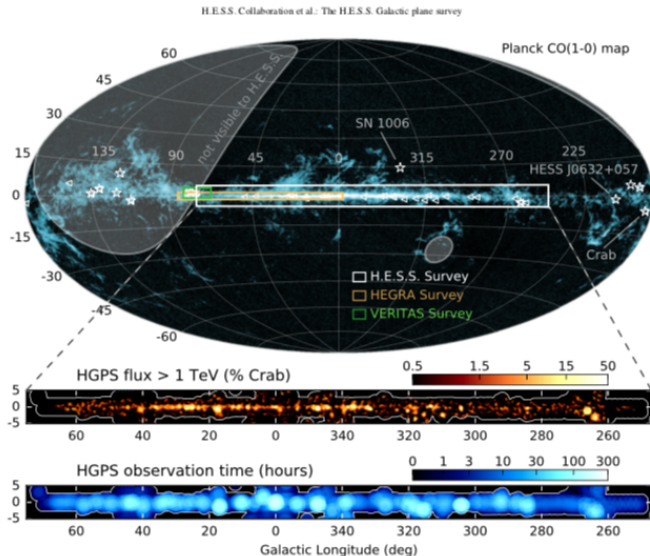 H.E.S.S. Collaboration et al.: The H.E.S.S. Galactic plane survey
Planck CO(1-0) map
60
45
30
15
0
-15
-30
-45
-60
135
90
45
0
315
270
225
not visible to H.E.S.S.
SN 1006
HESS J0632+057
Crab
H.E.S.S. Survey
HEGRA Survey
VERITAS Survey
HGPS flux > 1 TeV (% Crab)
0.5 1.5 5 15 50
5
0
-5
60 40 20 0 340 320 300 280 260
HGPS observation time (hours)
0 1 3 10 30 100 300
5
0
-5
60 40 20 0 340 320 300 280 260
Galactic Longitude (deg)